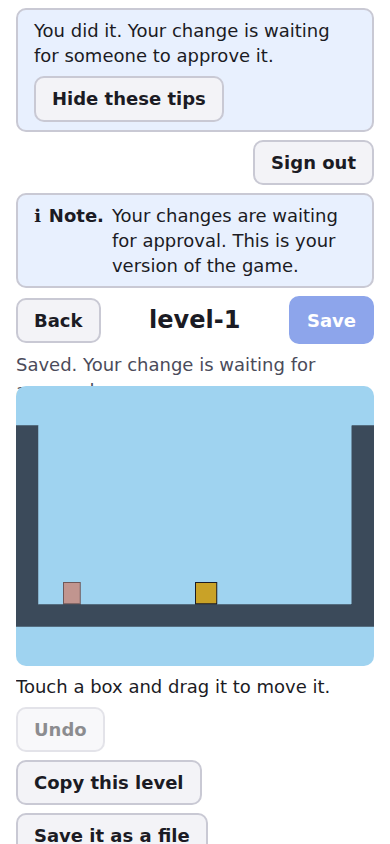 You did it. Your change is waiting
for someone to approve it.
Hide these tips
Sign out
i Note. Your changes are waiting
for approval. This is your
version of the game.
Back level-1 Save
Saved. Your change is waiting for
Touch a box and drag it to move it.
Undo
Copy this level
Save it as a file